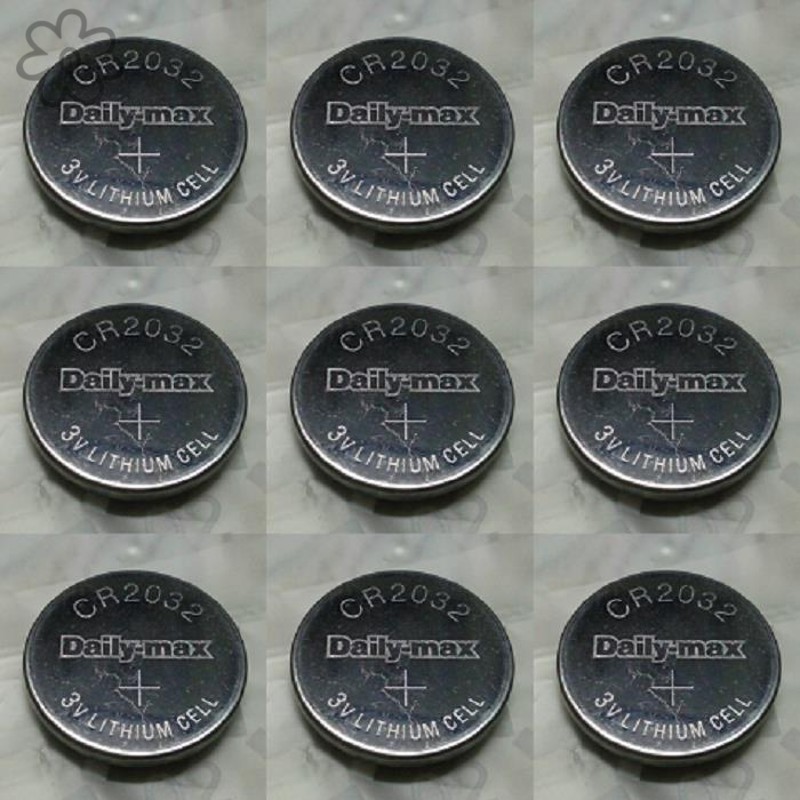 CR2032 CR2032 CR2032
Daily-max Daily-max Daily-max
+ + +
3V LITHIUM CELL 3V LITHIUM CELL 3V LITHIUM CELL
CR2032 CR2032 CR2032
Daily-max Daily-max Daily-max
+ + +
3V LITHIUM CELL 3V LITHIUM CELL 3V LITHIUM CELL
CR2032 CR2032 CR2032
Daily-max Daily-max Daily-max
+ + +
3V LITHIUM CELL 3V LITHIUM CELL 3V LITHIUM CELL